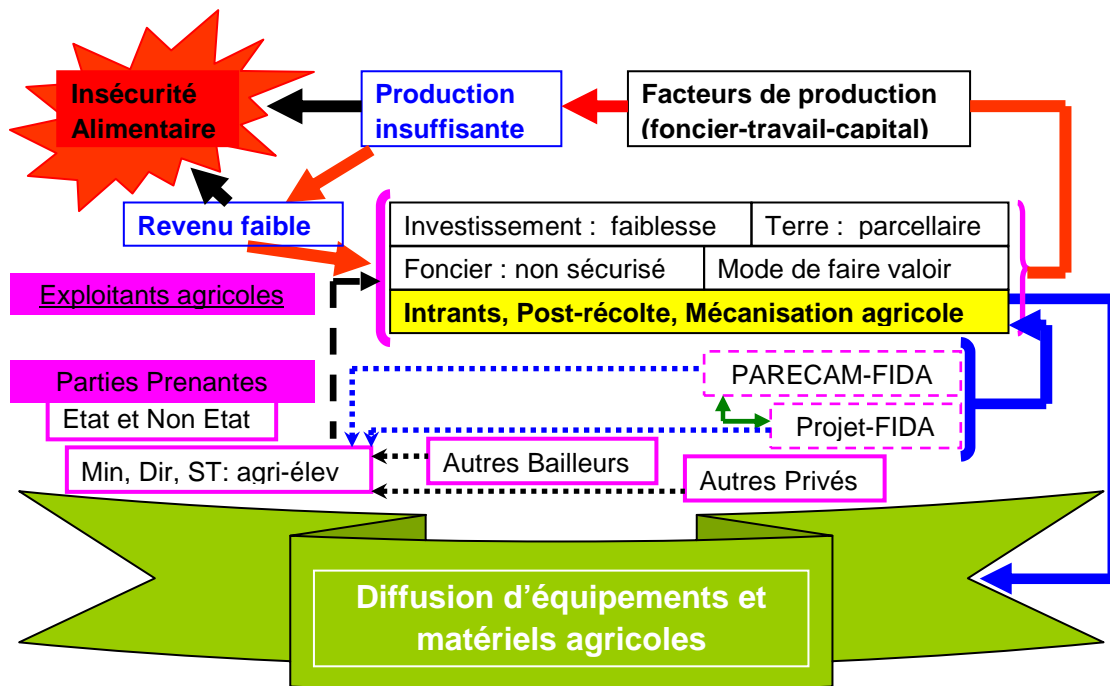 Insécurité
Alimentaire
Production
insuffisante
Facteurs de production
(foncier-travail-capital)
Revenu faible
Investissement : faiblesse
Terre : parcellaire
Foncier : non sécurisé
Mode de faire valoir
Intrants, Post-récolte, Mécanisation agricole
Exploitants agricoles
Parties Prenantes
Etat et Non Etat
PARECAM-FIDA
Projet-FIDA
Min, Dir, ST: agri-élev
Autres Bailleurs
Autres Privés
Diffusion d’équipements et
matériels agricoles